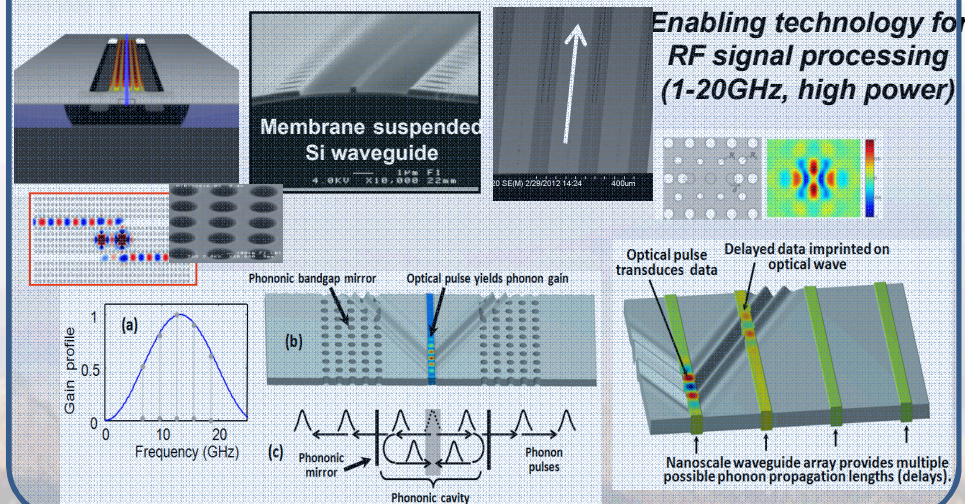 Enabling technology for
RF signal processing
(1-20GHz, high power)
Membrane suspended
Si waveguide
1μm F1
4.0KV X10,000 22mm
20 SE(M) 2/29/2012 14:24 400um
Phononic bandgap mirror
Optical pulse yields phonon gain
(b)
Optical pulse
transduces data
Delayed data imprinted on
optical wave
(a)
Gain profile
1
0.5
0
0 10 20
Frequency (GHz)
(c)
Phononic
mirror
Phononic cavity
Phonon
pulses
Nanoscale waveguide array provides multiple
possible phonon propagation lengths (delays).